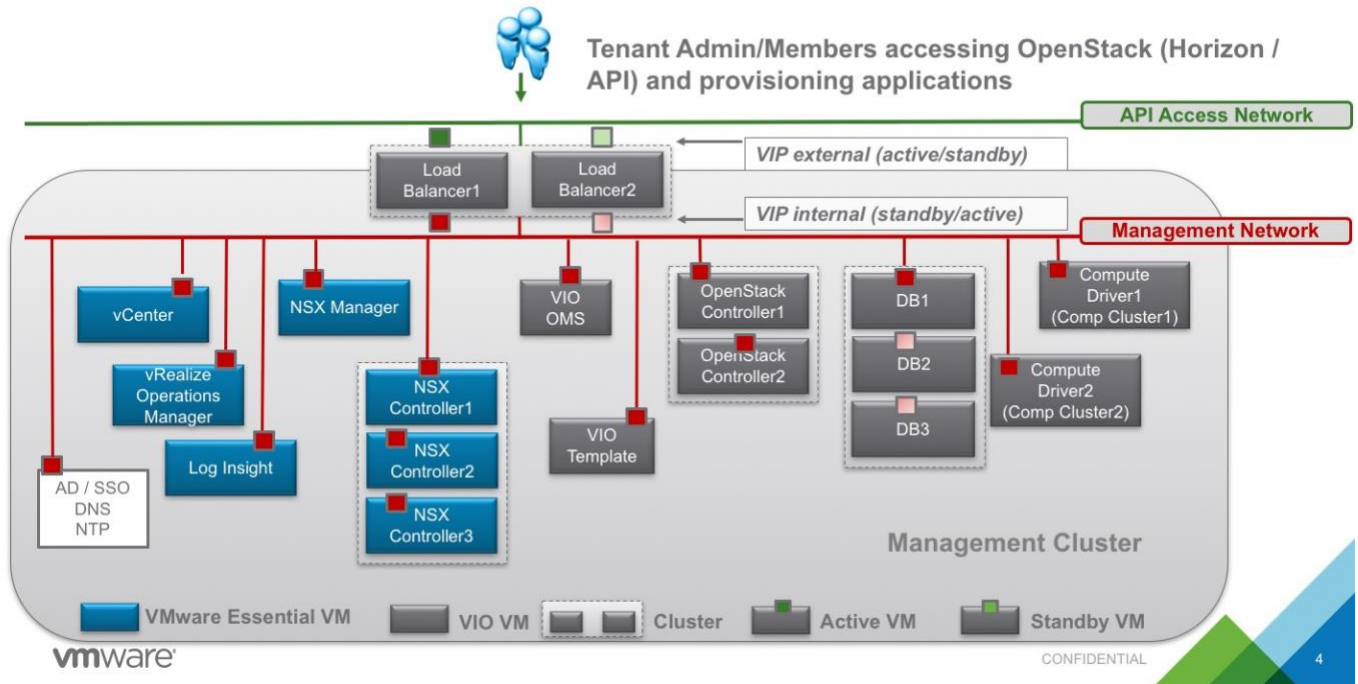 Tenant Admin/Members accessing OpenStack (Horizon /
API) and provisioning applications
API Access Network
Load
Balancer1
Load
Balancer2
VIP external (active/standby)
VIP internal (standby/active)
Management Network
vCenter
NSX Manager
vRealize
Operations
Manager
Log Insight
AD / SSO
DNS
NTP
NSX
Controller1
NSX
Controller2
NSX
Controller3
VIO
OMS
VIO
Template
OpenStack
Controller1
OpenStack
Controller2
DB1
DB2
DB3
Compute
Driver1
(Comp Cluster1)
Compute
Driver2
(Comp Cluster2)
Management Cluster
VMware Essential VM
VIO VM
Cluster
Active VM
Standby VM
vmware
CONFIDENTIAL
4